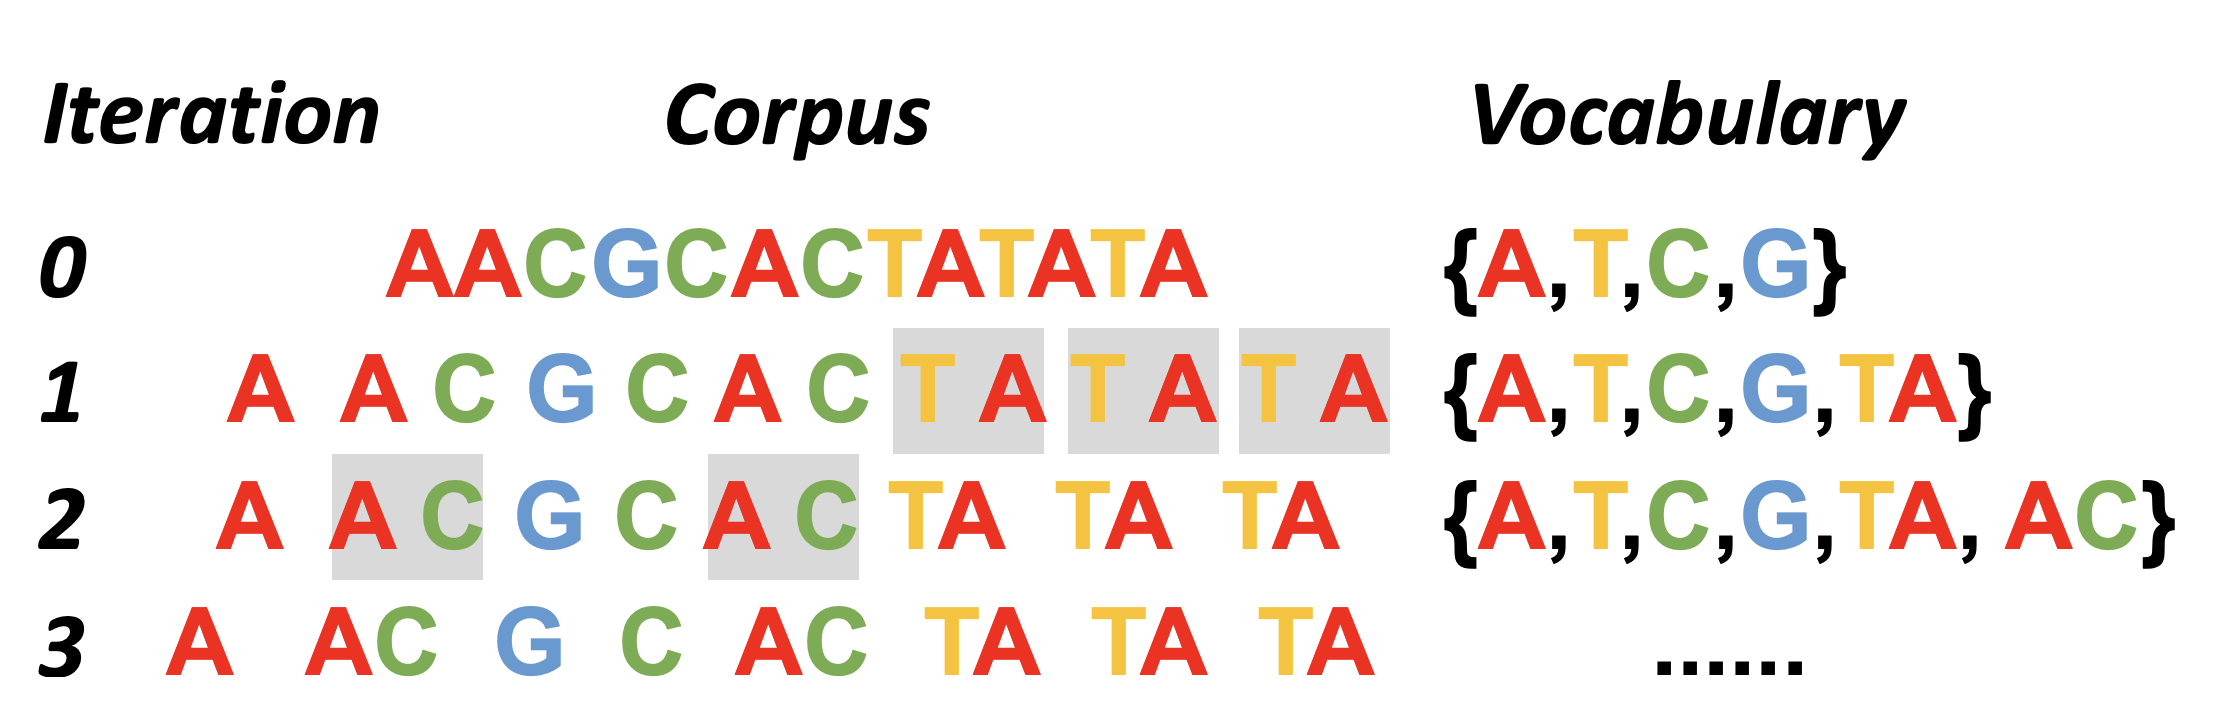 Iteration Corpus Vocabulary
0 AACGCACTATATA {A,T,C,G}
1 A A C G C A C T A T A T A {A,T,C,G,TA}
2 A A C G C A C TA TA TA {A,T,C,G,TA, AC}
3 A AC G C AC TA TA TA ......